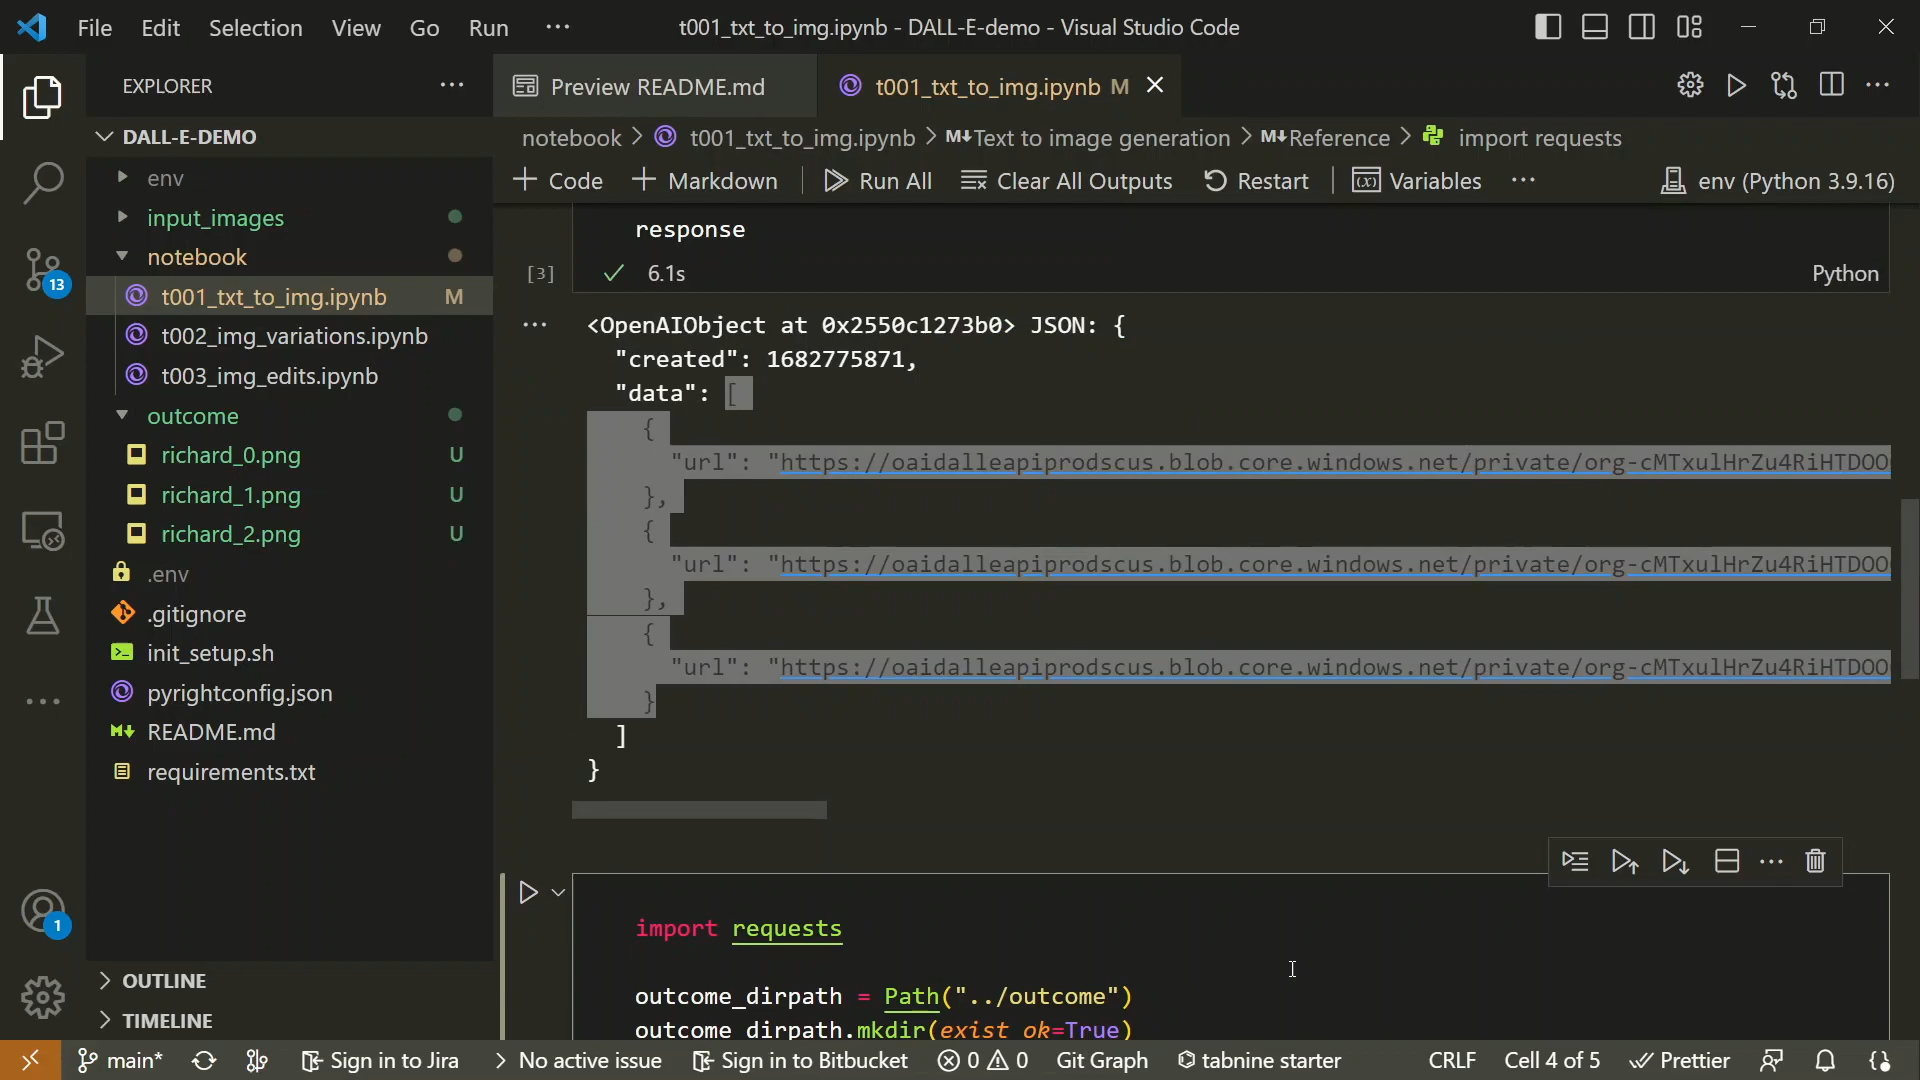 File Edit Selection View Go Run ··· t001_txt_to_img.ipynb - DALL-E-demo - Visual Studio Code
EXPLORER ···
Preview README.md
t001_txt_to_img.ipynb M
DALL-E-DEMO
env
input_images
notebook
t001_txt_to_img.ipynb M
t002_img_variations.ipynb
t003_img_edits.ipynb
outcome
richard_0.png U
richard_1.png U
richard_2.png U
.env
.gitignore
init_setup.sh
pyrightconfig.json
README.md
requirements.txt
OUTLINE
TIMELINE
13
1
notebook > t001_txt_to_img.ipynb > M↓Text to image generation > M↓Reference > import requests
+ Code + Markdown Run All Clear All Outputs Restart Variables ··· env (Python 3.9.16)
response
[3] ✓ 6.1s Python
<OpenAIObject at 0x2550c1273b0> JSON: {
"created": 1682775871,
"data": [
{
"url": "https://oaidalleapiprodscus.blob.core.windows.net/private/org-cMTxulHrZu4RiHTDOO
},
{
"url": "https://oaidalleapiprodscus.blob.core.windows.net/private/org-cMTxulHrZu4RiHTDOO
},
{
"url": "https://oaidalleapiprodscus.blob.core.windows.net/private/org-cMTxulHrZu4RiHTDOO
}
]
}
import requests
outcome_dirpath = Path("../outcome")
outcome_dirpath.mkdir(exist_ok=True)
main* Sign in to Jira > No active issue Sign in to Bitbucket 0 0 Git Graph tabnine starter CRLF Cell 4 of 5 Prettier